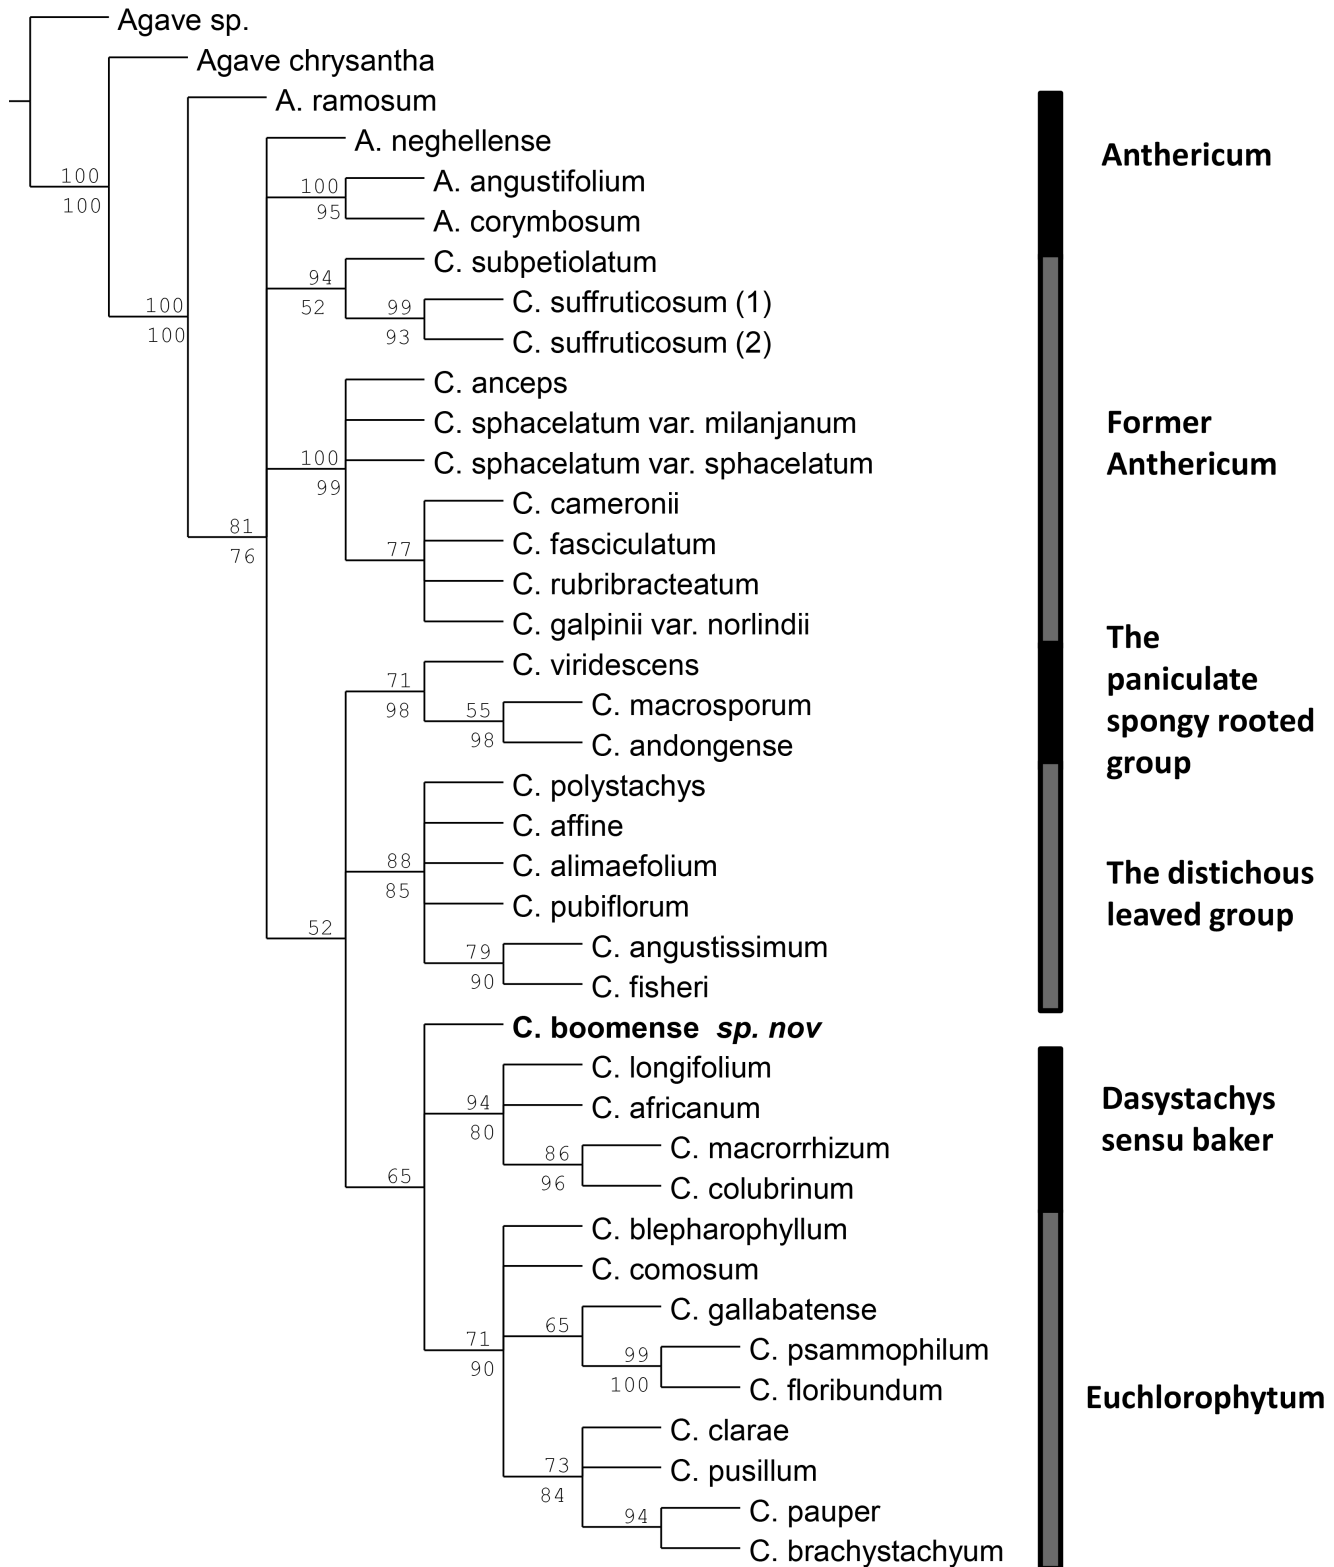 Agave sp.
Agave chrysantha
A. ramosum
A. neghellense
Anthericum
100
100
A. angustifolium
100
95
A. corymbosum
C. subpetiolatum
94
52
C. suffruticosum (1)
99
93
100
100
C. suffruticosum (2)
C. anceps
C. sphacelatum var. milanjanum
Former
Anthericum
100
99
C. sphacelatum var. sphacelatum
C. cameronii
81
76
C. fasciculatum
77
C. rubribracteatum
C. galpinii var. norlindii
The
paniculate
spongy rooted
group
C. viridescens
71
98
C. macrosporum
55
98
C. andongense
C. polystachys
C. affine
88
85
C. alimaefolium
The distichous
leaved group
C. pubiflorum
52
C. angustissimum
79
90
C. fisheri
C. boomense sp. nov
C. longifolium
94
80
C. africanum
Dasystachys
sensu baker
C. macrorrhizum
86
96
65
C. colubrinum
C. blepharophyllum
C. comosum
C. gallabatense
65
71
90
C. psammophilum
99
100
C. floribundum
Euchlorophytum
C. clarae
C. pusillum
73
84
C. pauper
94
C. brachystachyum